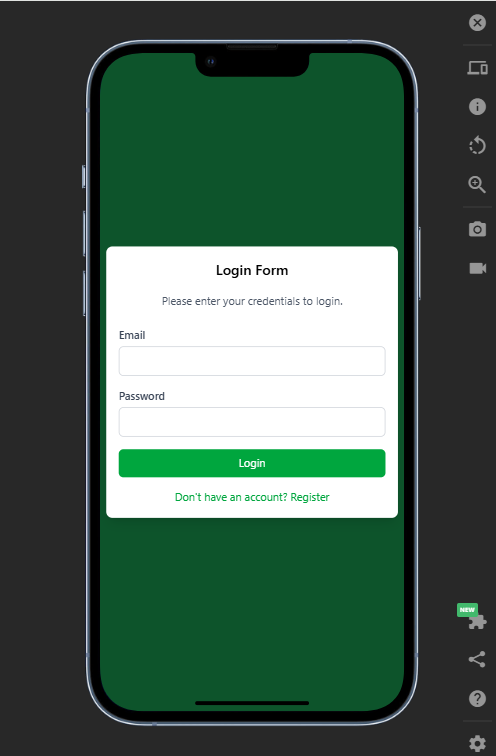 Login Form
Please enter your credentials to login.
Email
Password
Login
Don't have an account? Register
NEW